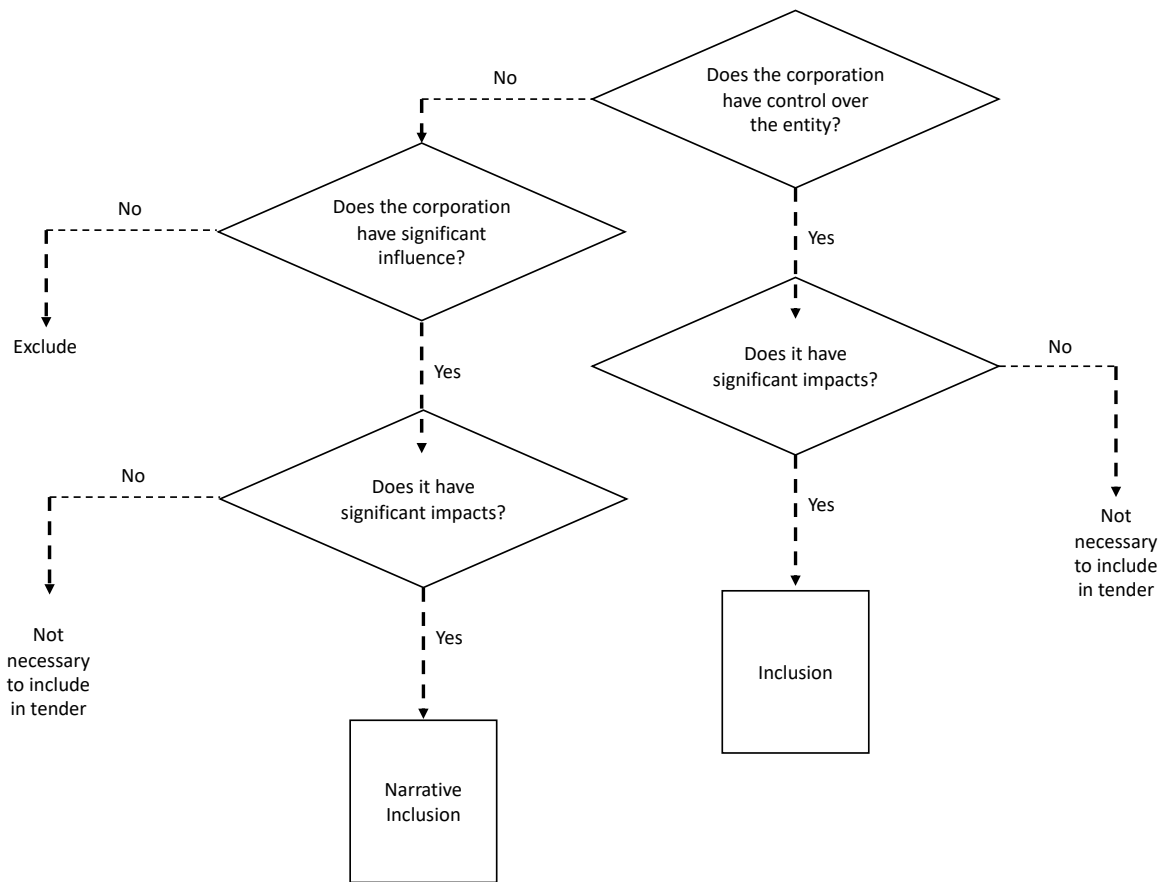 Does the corporation
have control over
the entity?
No
Yes
Does the corporation
have significant
influence?
No
Exclude
Yes
Does it have
significant impacts?
No
Not
necessary
to include
in tender
Yes
Inclusion
Does it have
significant impacts?
No
Not
necessary
to include
in tender
Yes
Narrative
Inclusion